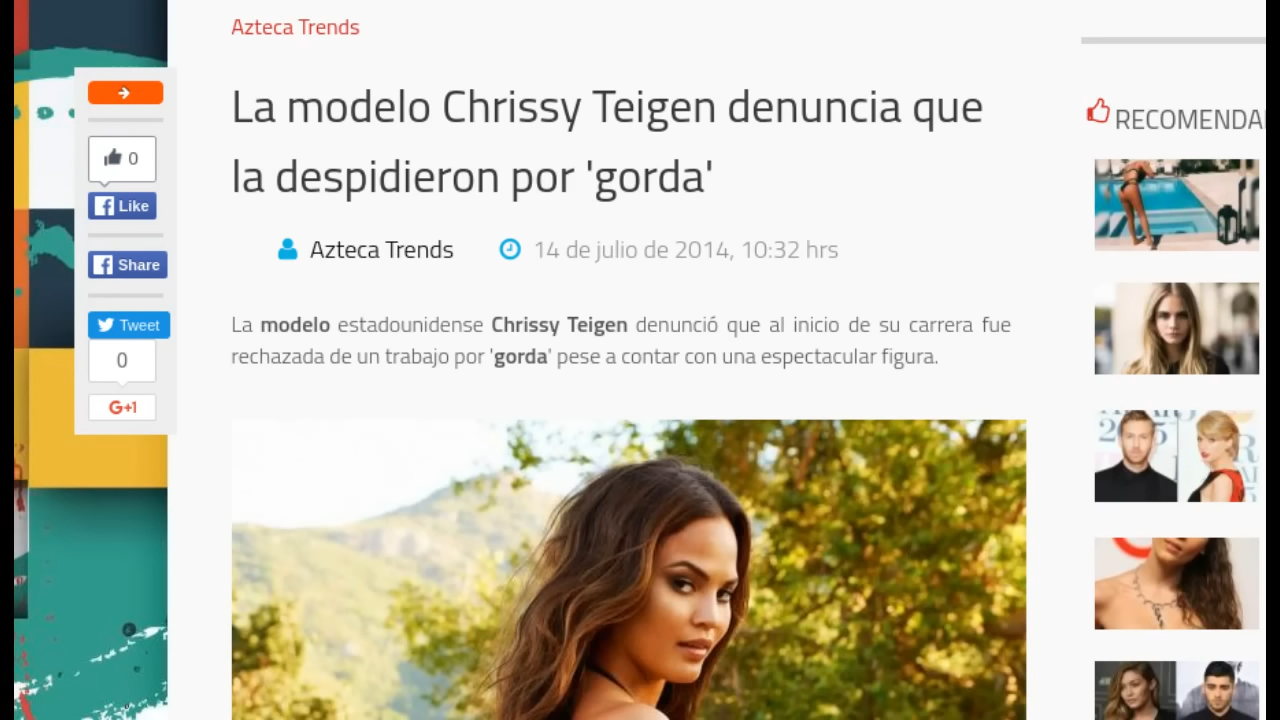 Azteca Trends
La modelo Chrissy Teigen denuncia que
la despidieron por 'gorda'
Azteca Trends 14 de julio de 2014, 10:32 hrs
La modelo estadounidense Chrissy Teigen denunció que al inicio de su carrera fue
rechazada de un trabajo por 'gorda' pese a contar con una espectacular figura.
0
Like
Share
Tweet
0
G+1
RECOMENDA